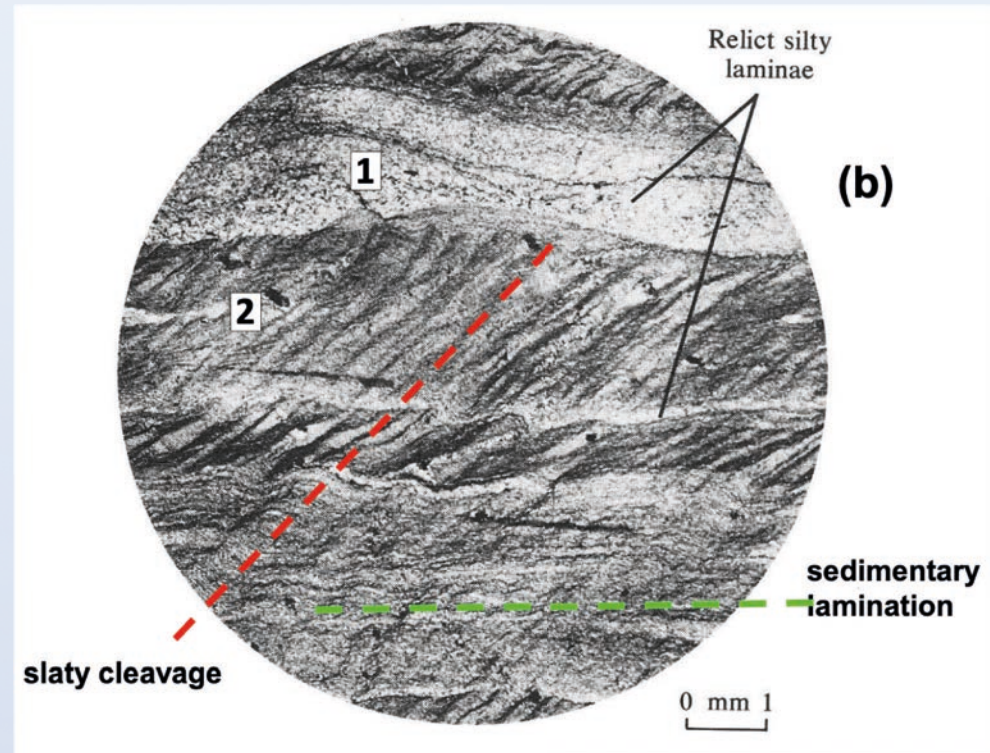 Relict silty
laminae
(b)
1
2
sedimentary
lamination
slaty cleavage
0 mm 1